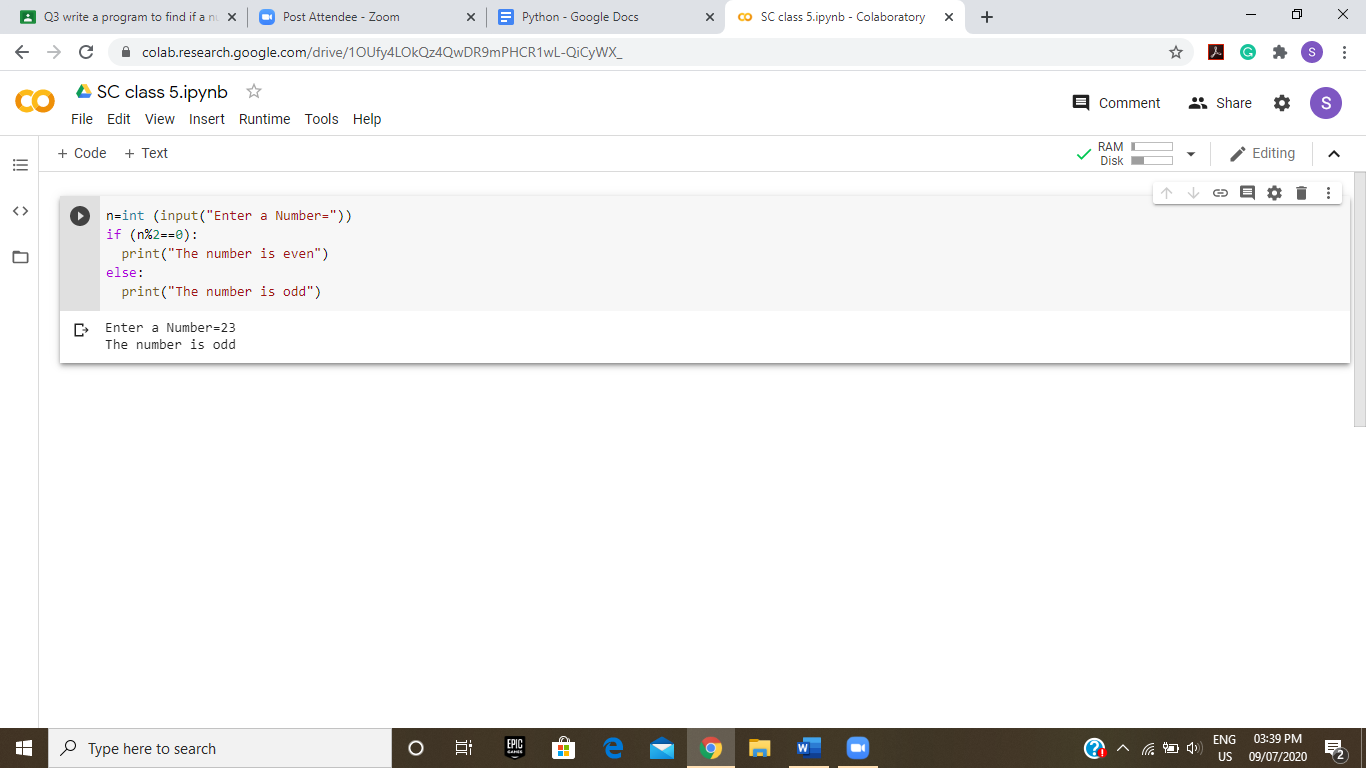 Q3 write a program to find if a nu
Post Attendee - Zoom
Python - Google Docs
SC class 5.ipynb - Colaboratory
colab.research.google.com/drive/1OUfy4LOkQz4QwDR9mPHCR1wL-QiCyWX_
S
SC class 5.ipynb
File Edit View Insert Runtime Tools Help
Comment
Share
S
+ Code + Text
RAM
Disk
Editing
n=int (input("Enter a Number="))
if (n%2==0):
  print("The number is even")
else:
  print("The number is odd")
Enter a Number=23
The number is odd
Type here to search
EPIC
GAMES
ENG
US
03:39 PM
09/07/2020
2